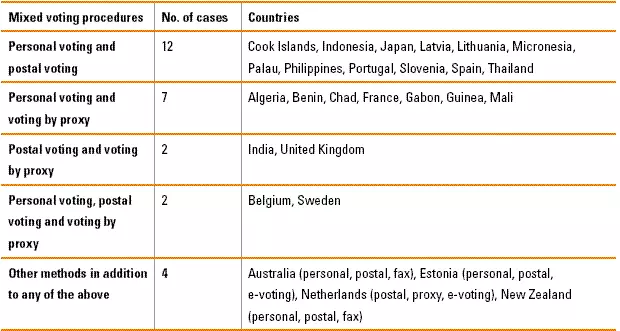 Mixed voting procedures No. of cases Countries
Personal voting and 12 Cook Islands, Indonesia, Japan, Latvia, Lithuania, Micronesia,
postal voting Palau, Philippines, Portugal, Slovenia, Spain, Thailand
Personal voting and 7 Algeria, Benin, Chad, France, Gabon, Guinea, Mali
voting by proxy
Postal voting and voting 2 India, United Kingdom
by proxy
Personal voting, postal 2 Belgium, Sweden
voting and voting by
proxy
Other methods in addition 4 Australia (personal, postal, fax), Estonia (personal, postal,
to any of the above e-voting), Netherlands (postal, proxy, e-voting), New Zealand
(personal, postal, fax)